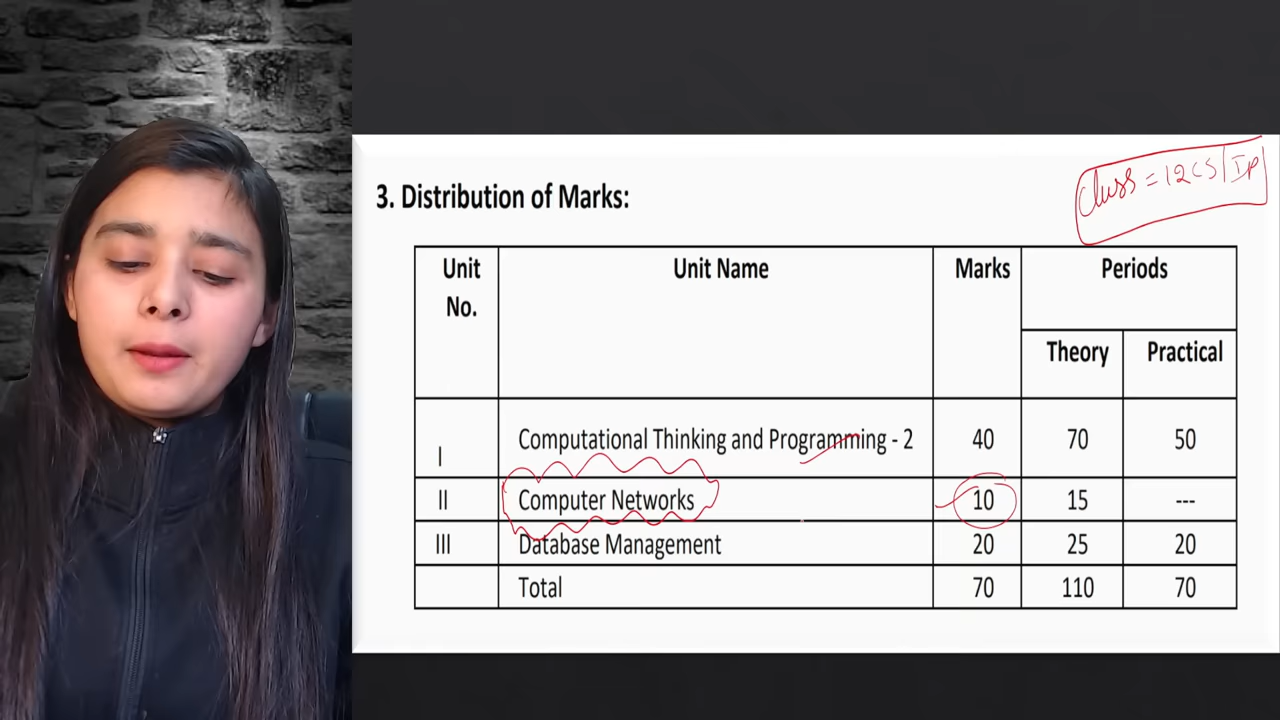 Class = 12 CS | IP
3. Distribution of Marks:
Unit No. Unit Name Marks Periods
Theory Practical
I Computational Thinking and Programming - 2 40 70 50
II Computer Networks 10 15 ---
III Database Management 20 25 20
Total 70 110 70